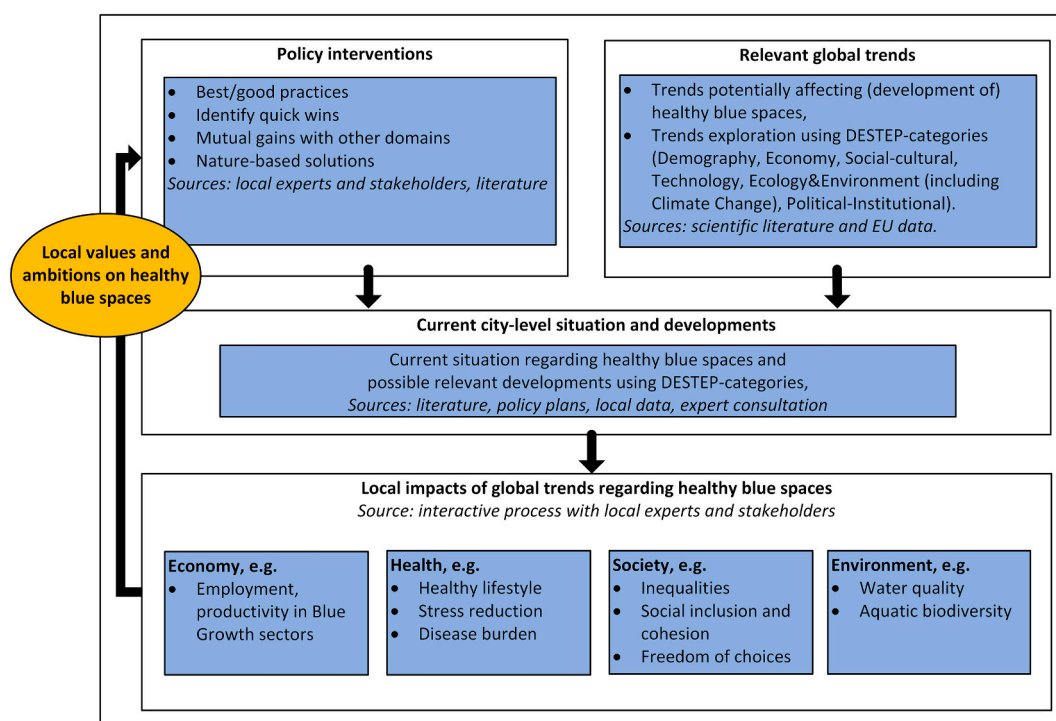 Policy interventions
• Best/good practices
• Identify quick wins
• Mutual gains with other domains
• Nature-based solutions
Sources: local experts and stakeholders, literature
Relevant global trends
• Trends potentially affecting (development of)
healthy blue spaces,
• Trends exploration using DESTEP-categories
(Demography, Economy, Social-cultural,
Technology, Ecology&Environment (including
Climate Change), Political-Institutional).
Sources: scientific literature and EU data.
Local values and
ambitions on healthy
blue spaces
Current city-level situation and developments
Current situation regarding healthy blue spaces and
possible relevant developments using DESTEP-categories,
Sources: literature, policy plans, local data, expert consultation
Local impacts of global trends regarding healthy blue spaces
Source: interactive process with local experts and stakeholders
Economy, e.g.
• Employment,
productivity in Blue
Growth sectors
Health, e.g.
• Healthy lifestyle
• Stress reduction
• Disease burden
Society, e.g.
• Inequalities
• Social inclusion and
cohesion
• Freedom of choices
Environment, e.g.
• Water quality
• Aquatic biodiversity